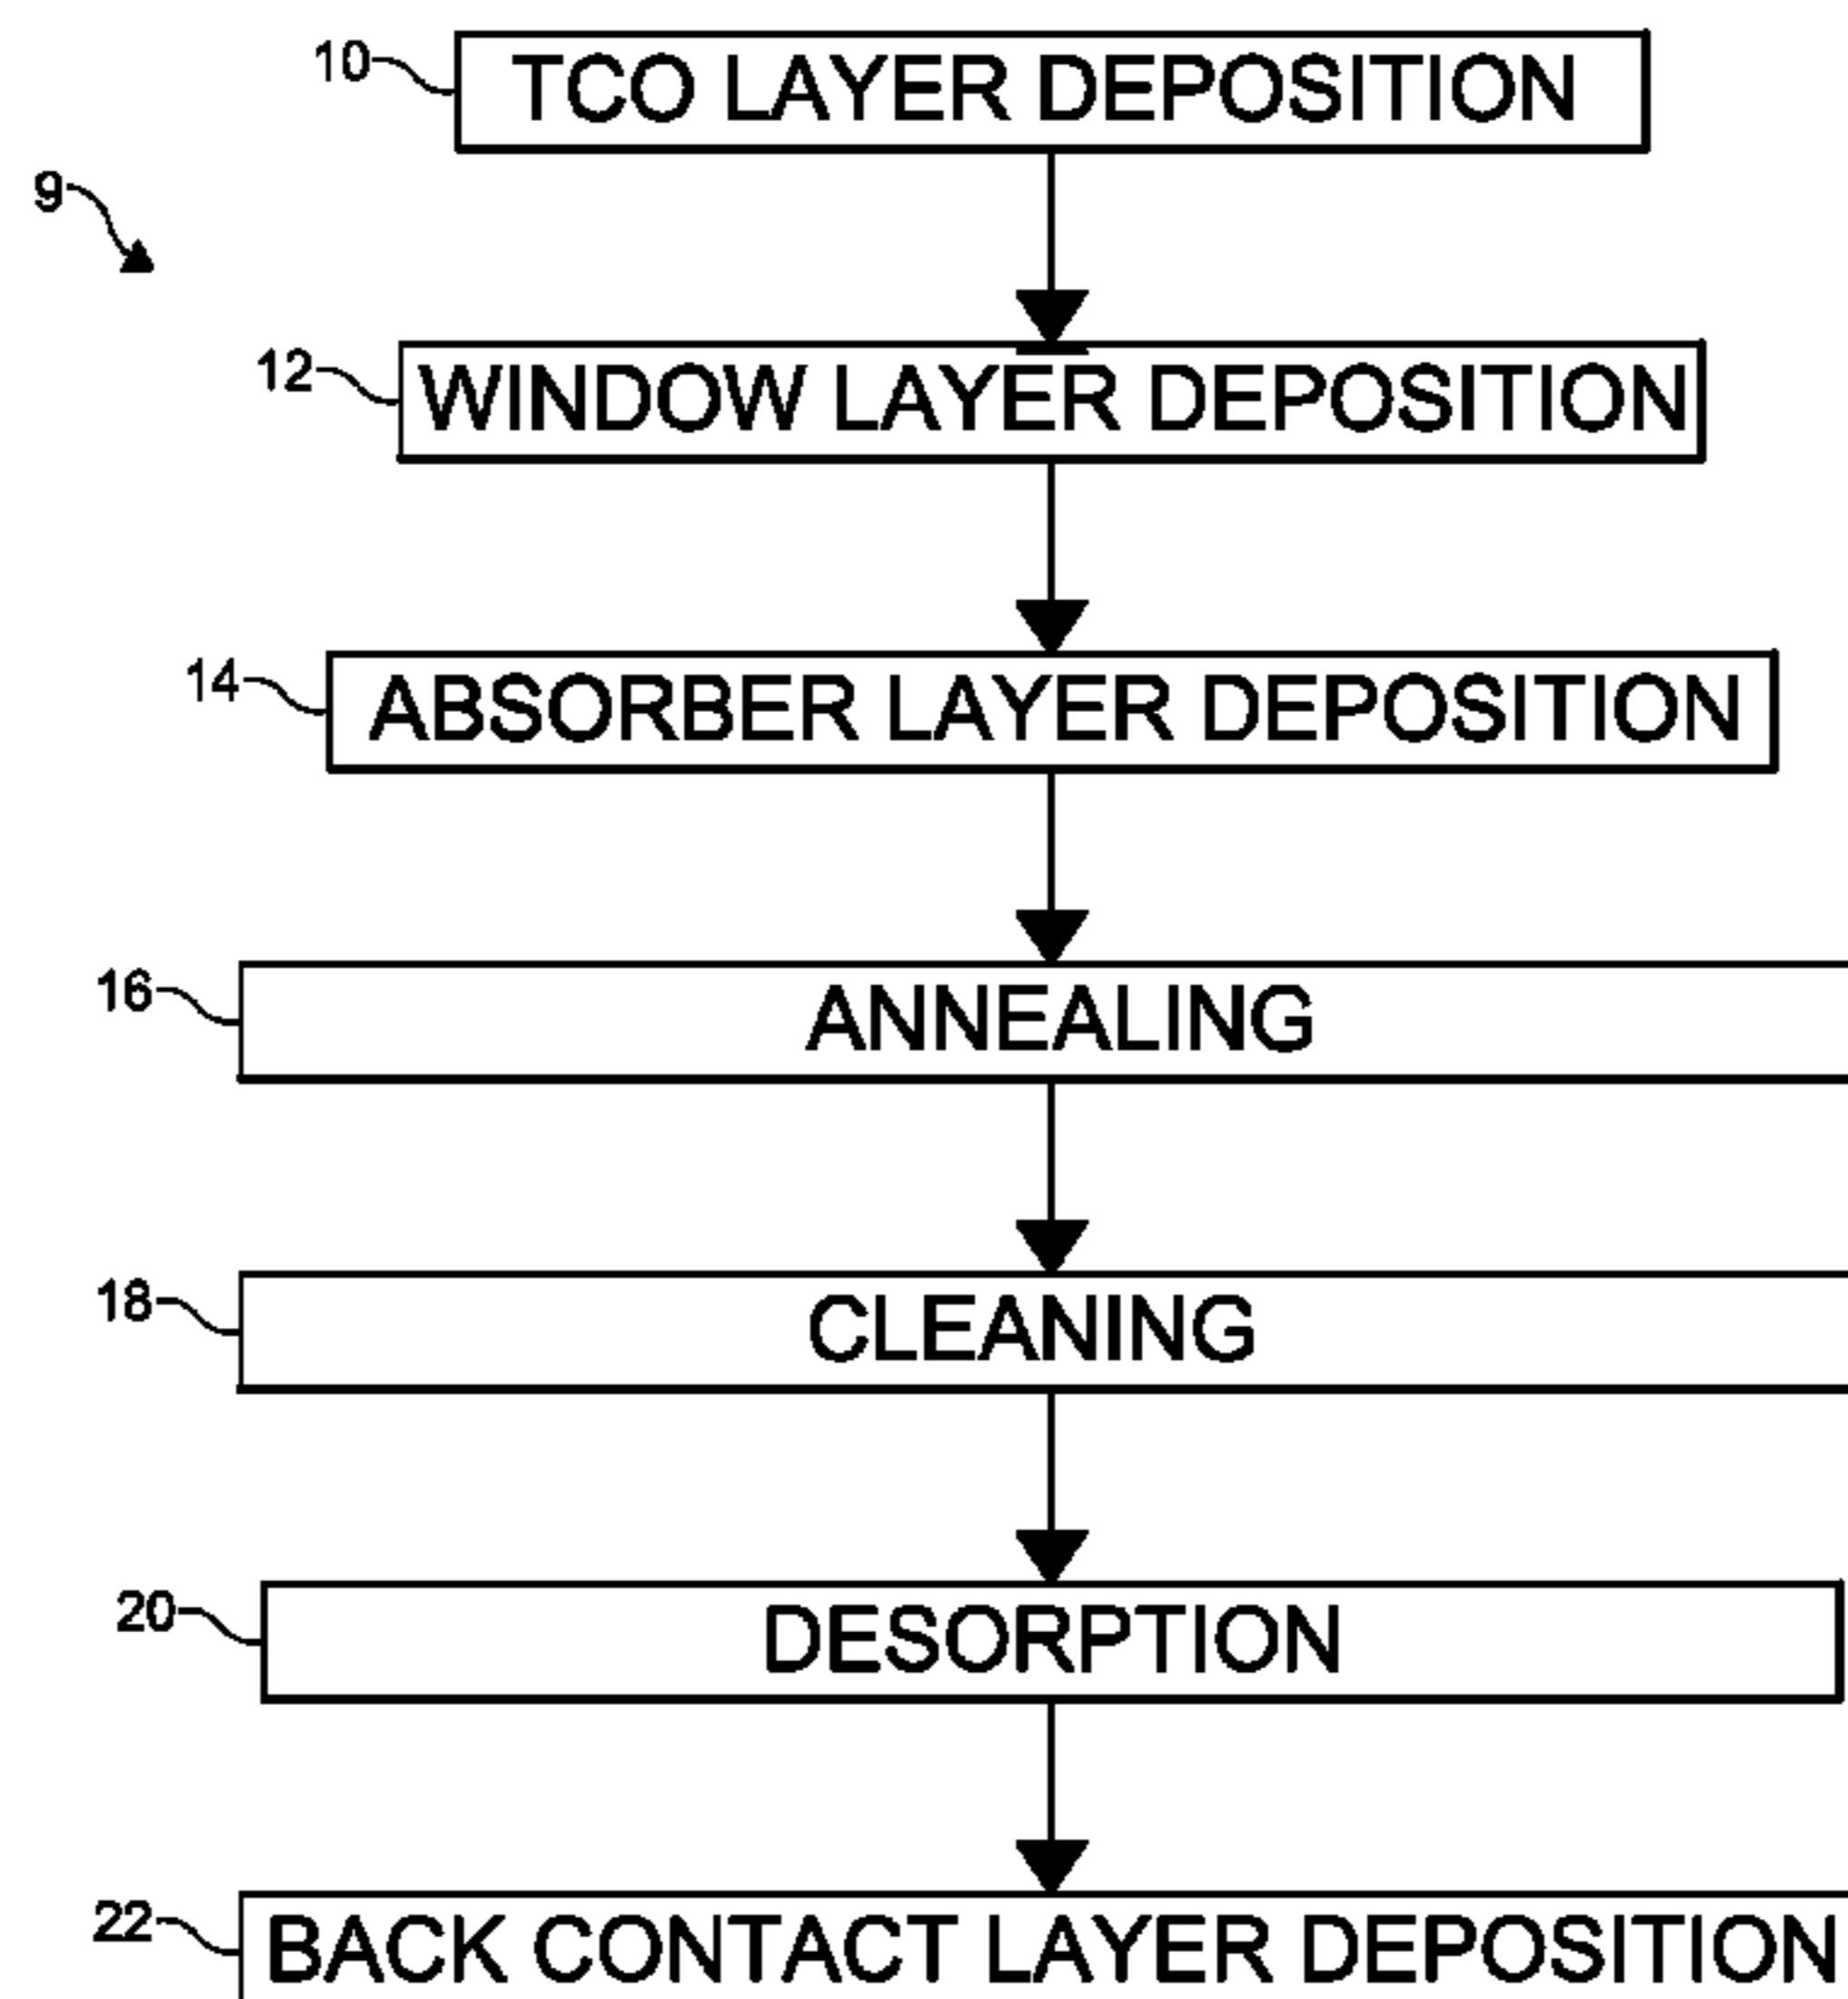 10 TCO LAYER DEPOSITION
9
12 WINDOW LAYER DEPOSITION
14 ABSORBER LAYER DEPOSITION
16 ANNEALING
18 CLEANING
20 DESORPTION
22 BACK CONTACT LAYER DEPOSITION